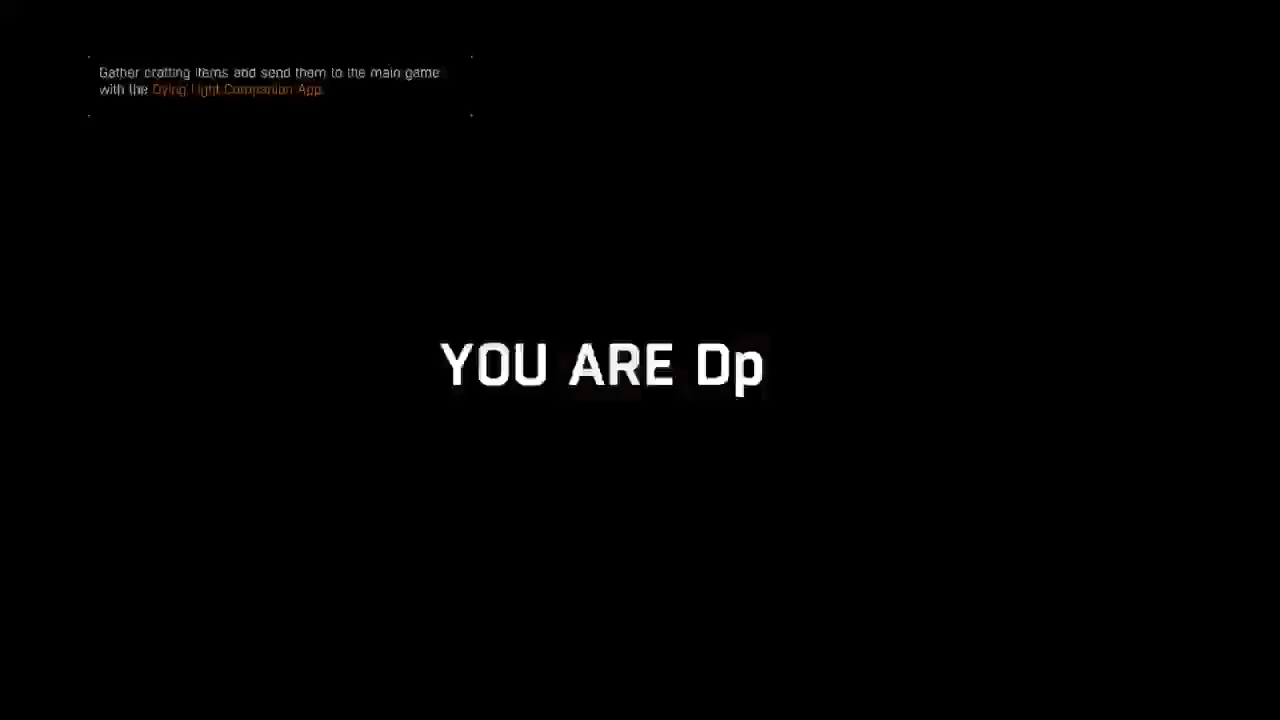 Gather crafting items and send them to the main game
with the Dying Light Companion App.
YOU ARE Dp